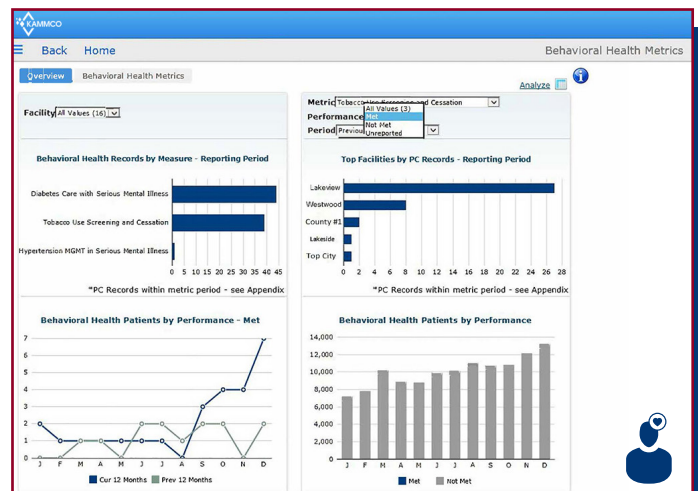 KAMMCO
Back Home Behavioral Health Metrics
Overview Behavioral Health Metrics
Analyze
i
Facility All Values (16)
Metric Tobacco Use Screening and Cessation
All Values (3)
Performance
Met
Not Met
Period Previou
Unreported
Behavioral Health Records by Measure - Reporting Period
Diabetes Care with Serious Mental Illness
Tobacco Use Screening and Cessation
Hypertension MGMT in Serious Mental Illness
0 5 10 15 20 25 30 35 40 45
*PC Records within metric period - see Appendix
Top Facilities by PC Records - Reporting Period
Lakeview
Westwood
County #1
Lakeside
Top City
0 2 4 6 8 10 12 14 16 18 20 22 24 26 28
*PC Records within metric period - see Appendix
Behavioral Health Patients by Performance - Met
7
6
5
4
3
2
1
0
J F M A M J J A S O N D
Cur 12 Months Prev 12 Months
Behavioral Health Patients by Performance
14,000
12,000
10,000
8,000
6,000
4,000
2,000
0
J F M A M J J A S O N D
Met Not Met